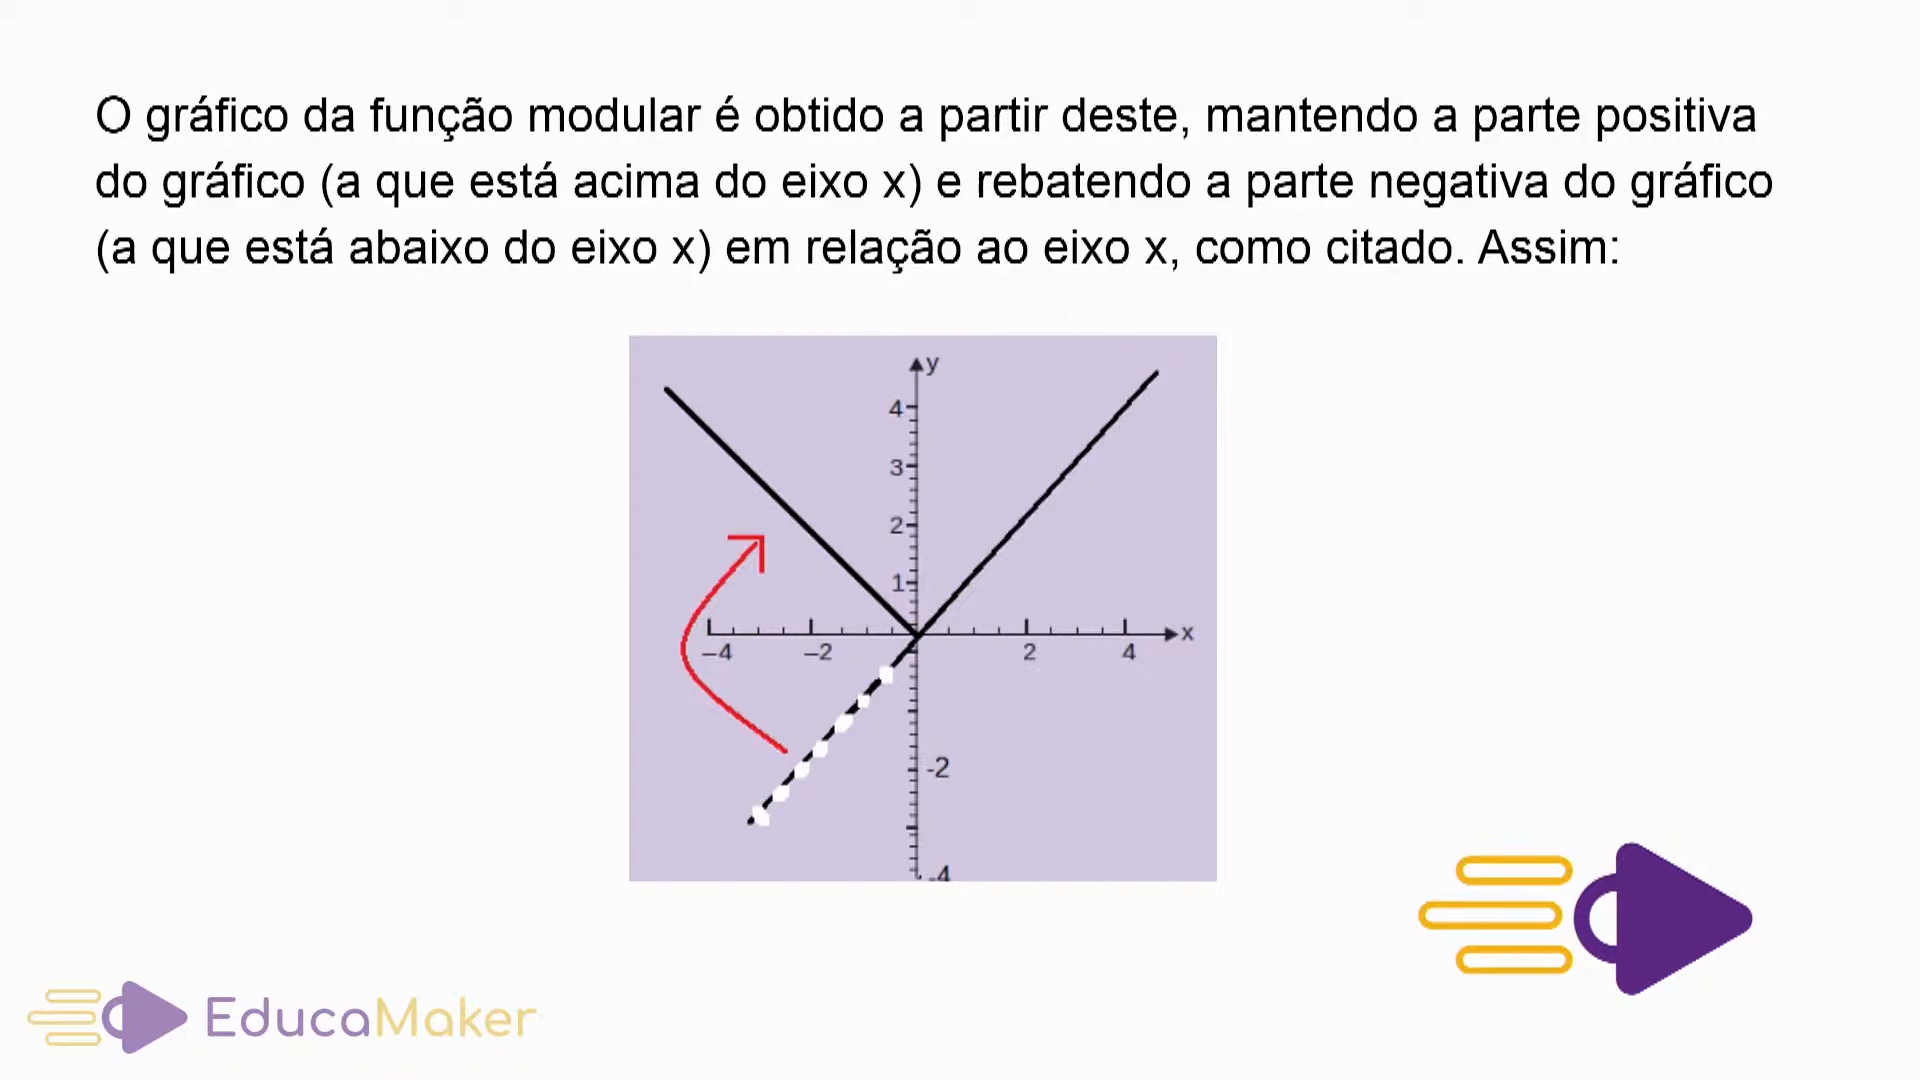 O gráfico da função modular é obtido a partir deste, mantendo a parte positiva
do gráfico (a que está acima do eixo x) e rebatendo a parte negativa do gráfico
(a que está abaixo do eixo x) em relação ao eixo x, como citado. Assim:
y
4
3
2
1
x
–4 –2 2 4
-2
-4
EducaMaker